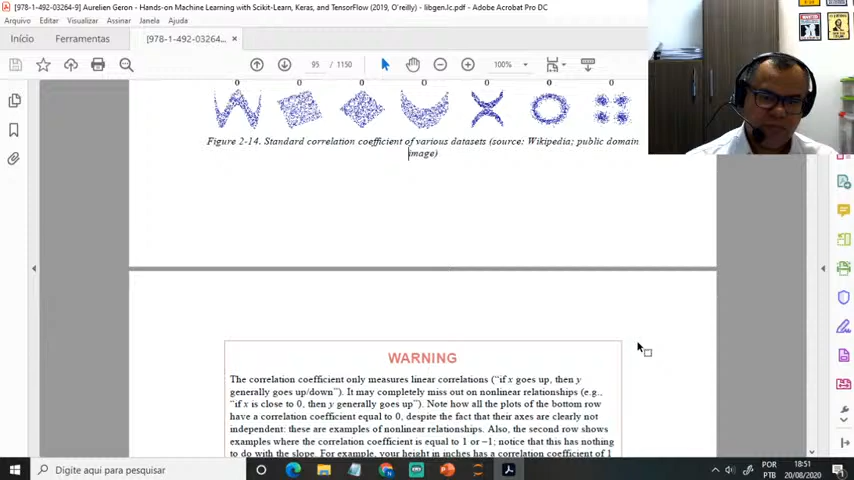 [978-1-492-03264-9] Aurelien Geron - Hands-on Machine Learning with Scikit-Learn, Keras, and TensorFlow (2019, O'reilly) - libgen.lc.pdf - Adobe Acrobat Pro DC
Arquivo Editar Visualizar Assinar Janela Ajuda
Início Ferramentas [978-1-492-03264... ×
95 / 1150 100%
0 0 0 0 0 0 0
Figure 2-14. Standard correlation coefficient of various datasets (source: Wikipedia; public domain
image)
WARNING
The correlation coefficient only measures linear correlations (“if x goes up, then y
generally goes up/down”). It may completely miss out on nonlinear relationships (e.g.,
“if x is close to 0, then y generally goes up”). Note how all the plots of the bottom row
have a correlation coefficient equal to 0, despite the fact that their axes are clearly not
independent: these are examples of nonlinear relationships. Also, the second row shows
examples where the correlation coefficient is equal to 1 or –1; notice that this has nothing
to do with the slope. For example, your height in inches has a correlation coefficient of 1
Digite aqui para pesquisar
POR
PTB
18:51
20/08/2020